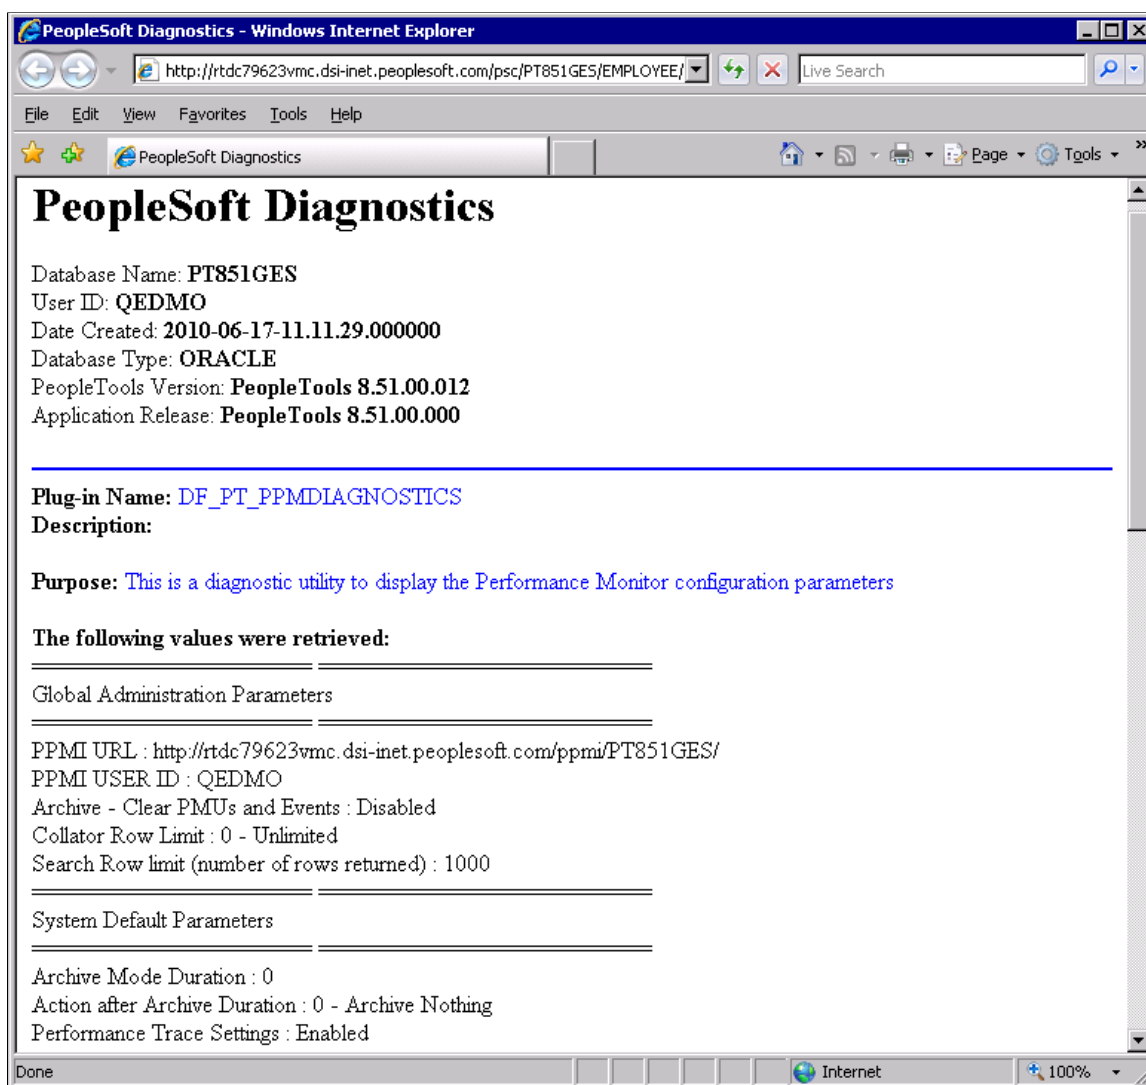 PeopleSoft Diagnostics - Windows Internet Explorer
http://rtdc79623vmc.dsi-inet.peoplesoft.com/psc/PT851GES/EMPLOYEE/
Live Search
File Edit View Favorites Tools Help
PeopleSoft Diagnostics
Page Tools
PeopleSoft Diagnostics
Database Name: PT851GES
User ID: QEDMO
Date Created: 2010-06-17-11.11.29.000000
Database Type: ORACLE
PeopleTools Version: PeopleTools 8.51.00.012
Application Release: PeopleTools 8.51.00.000
Plug-in Name: DF_PT_PPMDIAGNOSTICS
Description:
Purpose: This is a diagnostic utility to display the Performance Monitor configuration parameters
The following values were retrieved:
Global Administration Parameters
PPMI URL : http://rtdc79623vmc.dsi-inet.peoplesoft.com/ppmi/PT851GES/
PPMI USER ID : QEDMO
Archive - Clear PMUs and Events : Disabled
Collator Row Limit : 0 - Unlimited
Search Row limit (number of rows returned) : 1000
System Default Parameters
Archive Mode Duration : 0
Action after Archive Duration : 0 - Archive Nothing
Performance Trace Settings : Enabled
Done
Internet
100%